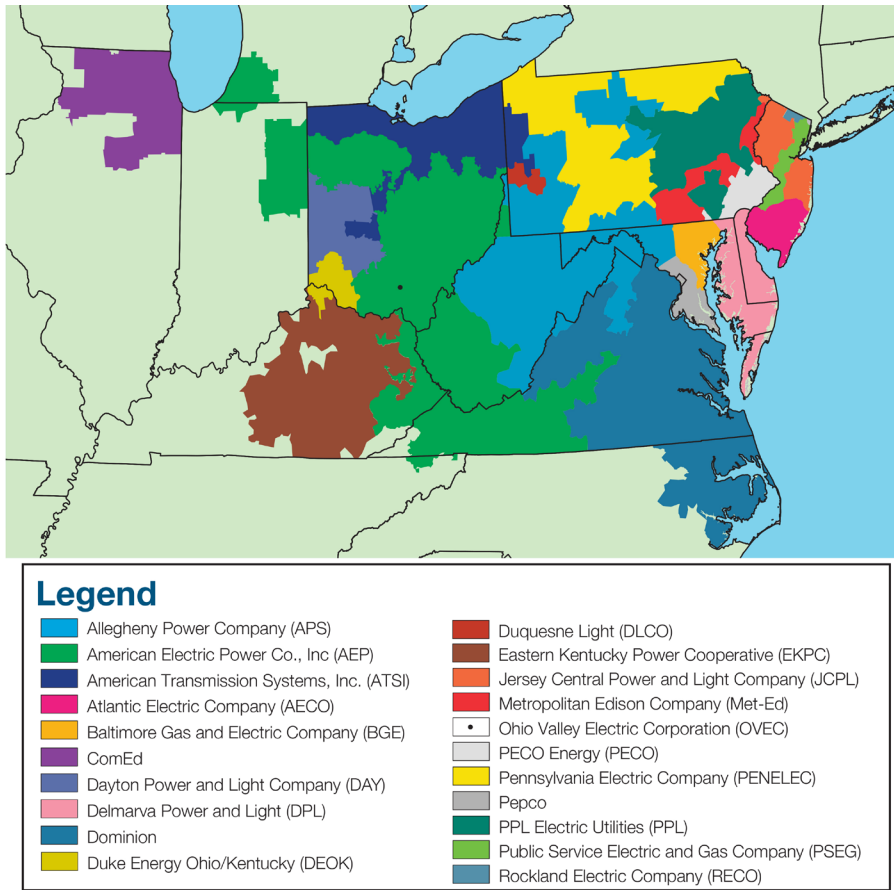 Legend
Allegheny Power Company (APS)
American Electric Power Co., Inc (AEP)
American Transmission Systems, Inc. (ATSI)
Atlantic Electric Company (AECO)
Baltimore Gas and Electric Company (BGE)
ComEd
Dayton Power and Light Company (DAY)
Delmarva Power and Light (DPL)
Dominion
Duke Energy Ohio/Kentucky (DEOK)
Duquesne Light (DLCO)
Eastern Kentucky Power Cooperative (EKPC)
Jersey Central Power and Light Company (JCPL)
Metropolitan Edison Company (Met-Ed)
Ohio Valley Electric Corporation (OVEC)
PECO Energy (PECO)
Pennsylvania Electric Company (PENELEC)
Pepco
PPL Electric Utilities (PPL)
Public Service Electric and Gas Company (PSEG)
Rockland Electric Company (RECO)